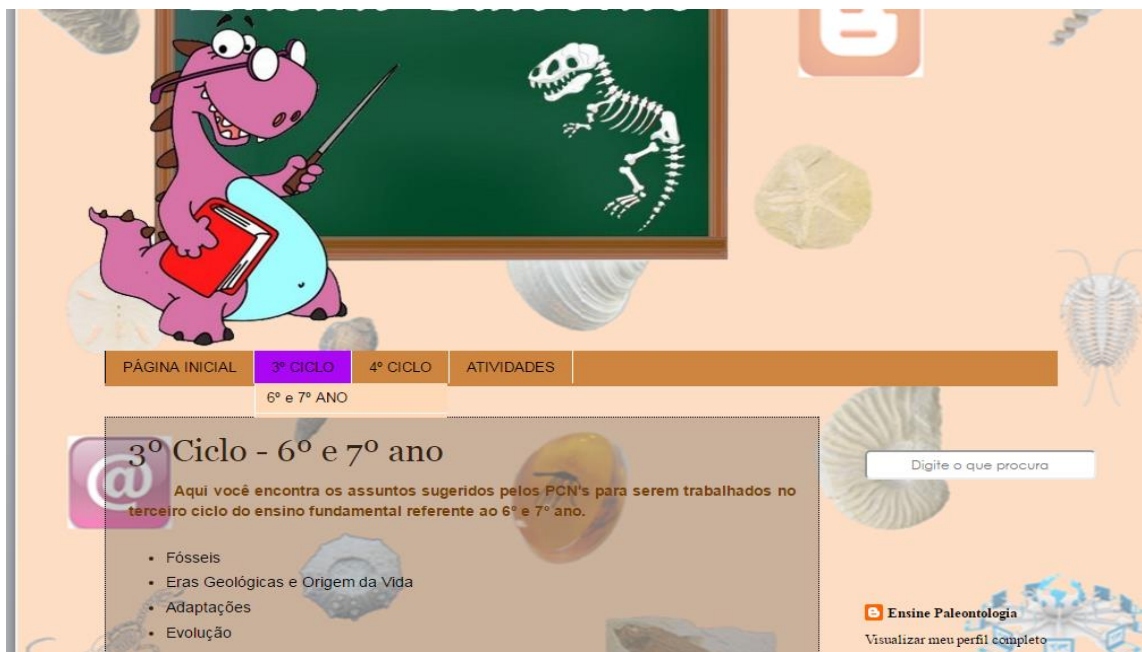 PÁGINA INICIAL 3º CICLO 4º CICLO ATIVIDADES
6º e 7º ANO
3º Ciclo - 6º e 7º ano
Aqui você encontra os assuntos sugeridos pelos PCN's para serem trabalhados no
terceiro ciclo do ensino fundamental referente ao 6º e 7º ano.
Digite o que procura
• Fósseis
• Eras Geológicas e Origem da Vida
• Adaptações
• Evolução
Ensine Paleontologia
Visualizar meu perfil completo